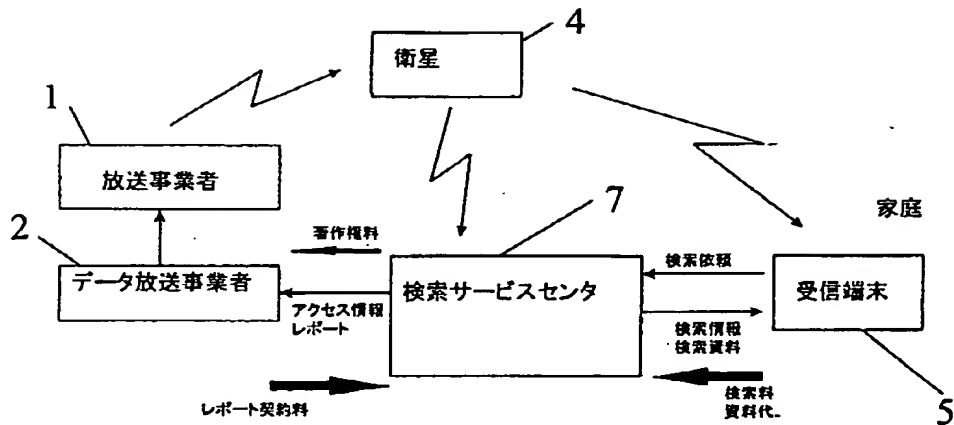 4
衛星
1
放送事業者
7
家庭
2
著作権料
検索依頼
データ放送事業者
検索サービスセンタ
受信端末
アクセス情報
レポート
検索情報
検索資料
レポート契約料
検索料
資料代
5